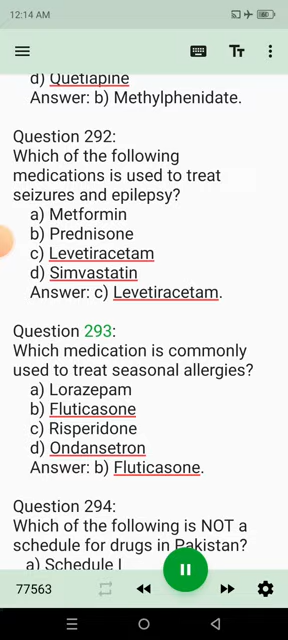 12:14 AM
d) Quetiapine
Answer: b) Methylphenidate.
Question 292:
Which of the following
medications is used to treat
seizures and epilepsy?
a) Metformin
b) Prednisone
c) Levetiracetam
d) Simvastatin
Answer: c) Levetiracetam.
Question 293:
Which medication is commonly
used to treat seasonal allergies?
a) Lorazepam
b) Fluticasone
c) Risperidone
d) Ondansetron
Answer: b) Fluticasone.
Question 294:
Which of the following is NOT a
schedule for drugs in Pakistan?
a) Schedule I
77563